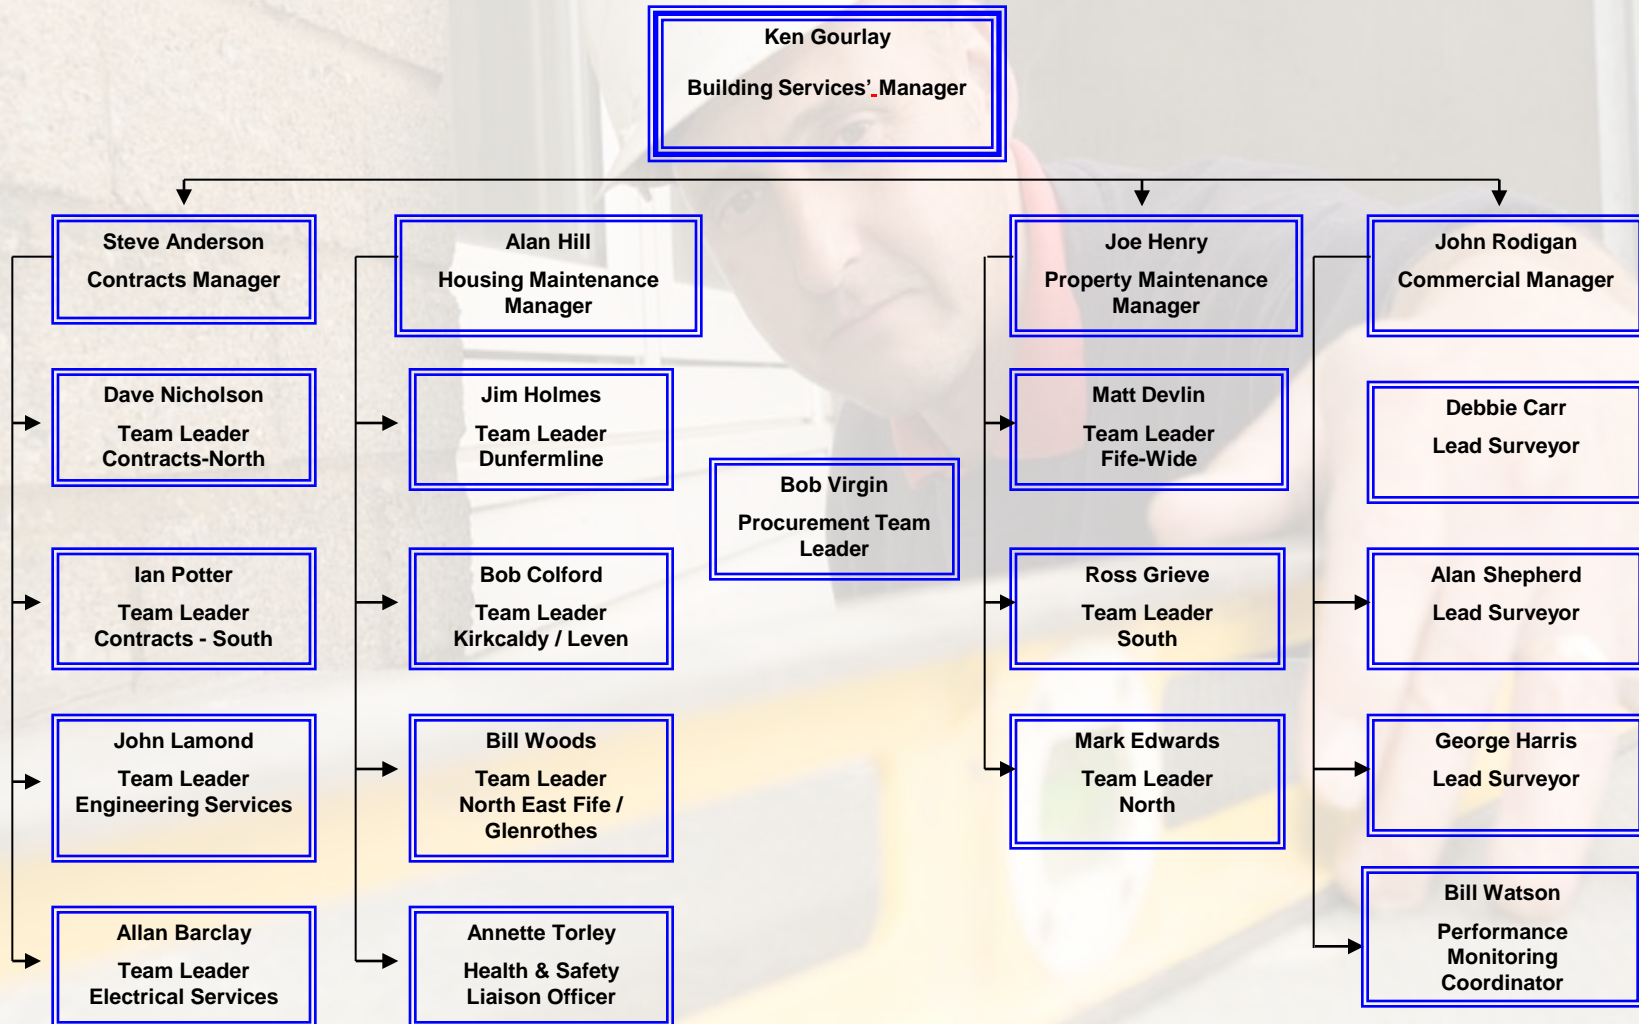 Ken Gourlay
Building Services' Manager
Steve Anderson
Contracts Manager
Alan Hill
Housing Maintenance
Manager
Joe Henry
Property Maintenance
Manager
John Rodigan
Commercial Manager
Dave Nicholson
Team Leader
Contracts-North
Jim Holmes
Team Leader
Dunfermline
Bob Virgin
Procurement Team
Leader
Matt Devlin
Team Leader
Fife-Wide
Debbie Carr
Lead Surveyor
Ian Potter
Team Leader
Contracts - South
Bob Colford
Team Leader
Kirkcaldy / Leven
Ross Grieve
Team Leader
South
Alan Shepherd
Lead Surveyor
John Lamond
Team Leader
Engineering Services
Bill Woods
Team Leader
North East Fife /
Glenrothes
Mark Edwards
Team Leader
North
George Harris
Lead Surveyor
Allan Barclay
Team Leader
Electrical Services
Annette Torley
Health & Safety
Liaison Officer
Bill Watson
Performance
Monitoring
Coordinator